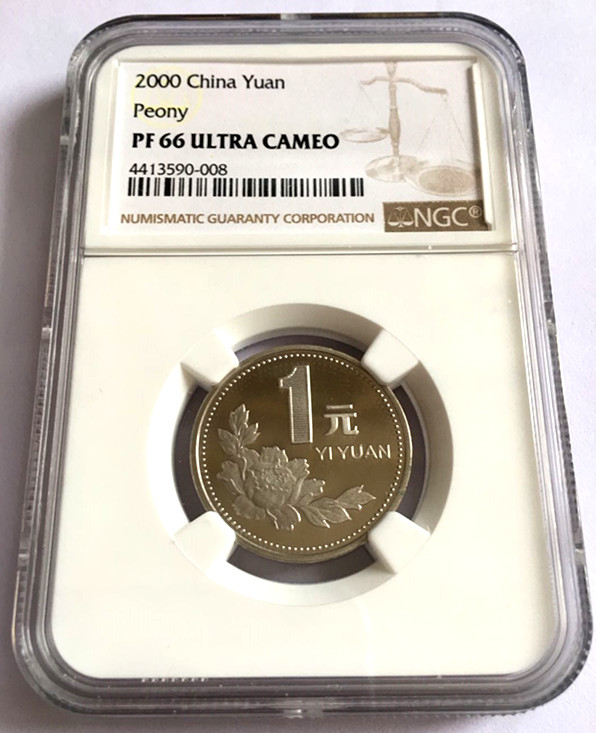 2000 China Yuan
Peony
PF 66 ULTRA CAMEO
4413590-008
NUMISMATIC GUARANTY CORPORATION
NGC®
1元
YI YUAN